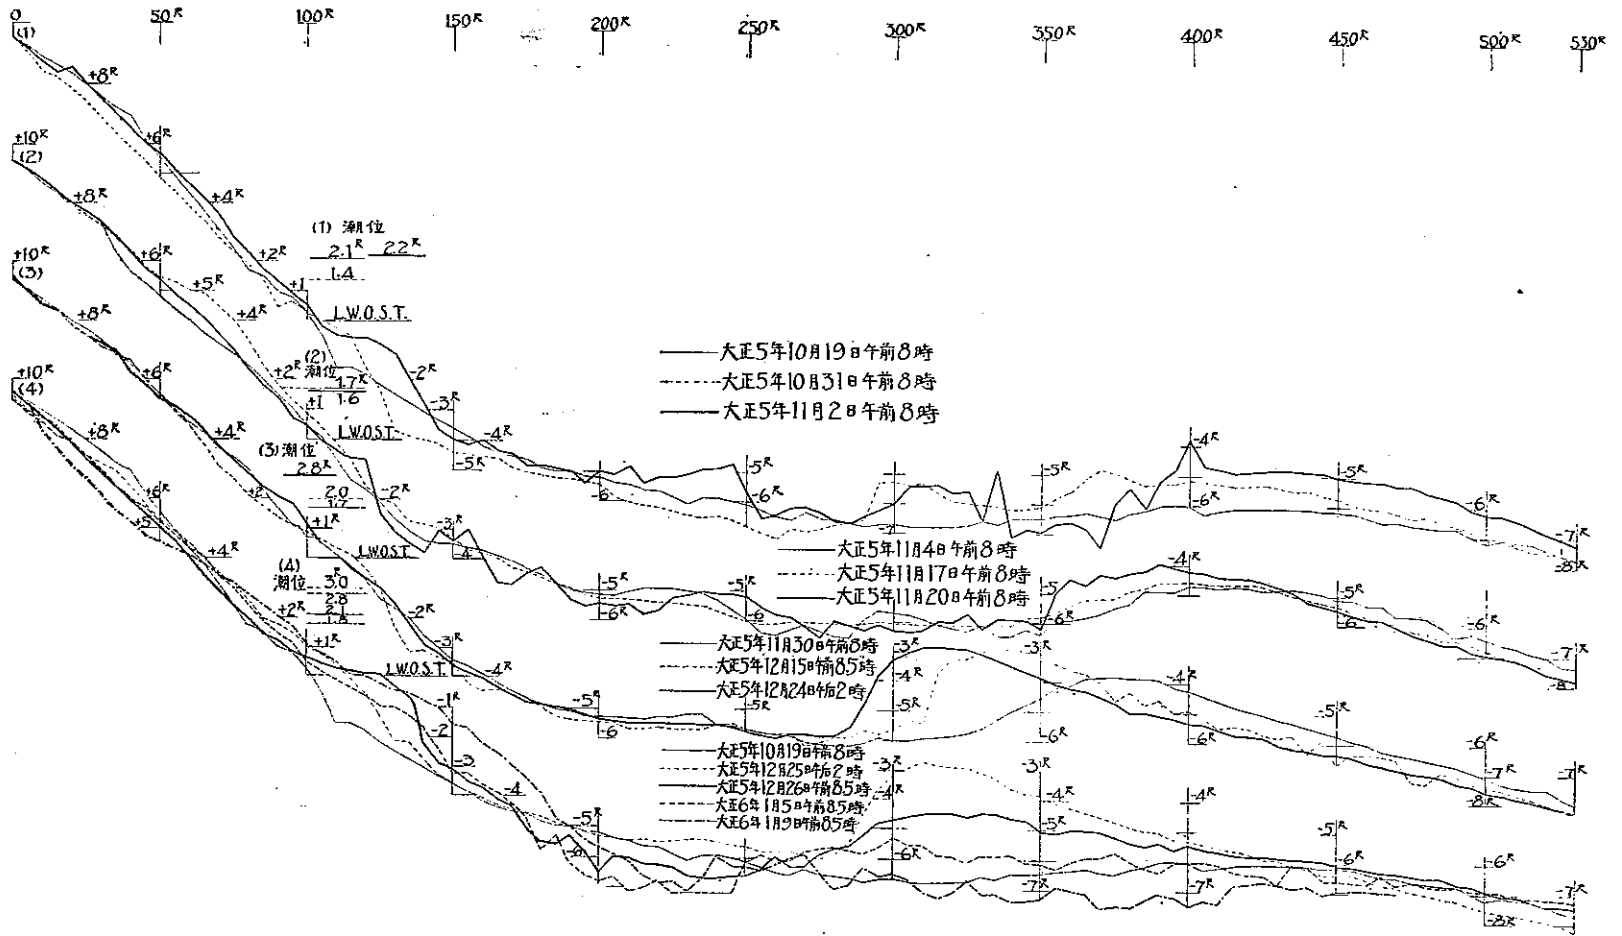 0 50R 100R 150R 200R 250R 300R 350R 400R 450R 500R 530R
(1)
+8R
+6R
+4R
+2R
+1
(1) 潮位
2.1R 2.2R
1.4
L.W.O.S.T.
-2R
-3R
-4R
-5R
-6
-5R
-6R
-7
-5R
-4R
-6R
-5R
-6R
-7R
-8R
大正5年10月19日午前8時
大正5年10月31日午前8時
大正5年11月2日午前8時
+10R
(2)
+8R
+6R
+5R
+4R
+2R
+1
(2)
潮位
1.7R
1.6
L.W.O.S.T.
-2R
-3
-4
-5R
-6R
-5R
-6
-5R
-6R
-4R
-5R
-6
-6R
-7R
-8
大正5年11月4日午前8時
大正5年11月17日午前8時
大正5年11月20日午前8時
+10R
(3)
+8R
+6R
+4R
+2
+1R
(3)潮位
2.8R
2.0
1.7
L.W.O.S.T.
-2R
-3
-4R
-5R
-6
-5R
-3R
-4R
-5R
-3R
-6R
-4R
-6R
-5R
-6R
-7R
-8R
-7R
大正5年11月30日午前8時
大正5年12月15日午前8.5時
大正5年12月24日午后2時
+10R
(4)
+8R
+6R
+5
+4R
+2R
+1R
(4)
潮位
3.0R
2.8
2.1
1.8
L.W.O.S.T.
-1R
-2
-3
-4
-5R
-6
-3R
-4R
-6R
-3R
-5R
-7R
-4R
-7R
-5R
-6R
-6R
-8R
-7R
大正5年10月19日午前8時
大正5年12月25日午后2時
大正5年12月26日午前8.5時
大正6年1月5日午前8.5時
大正6年1月9日午前8.5時